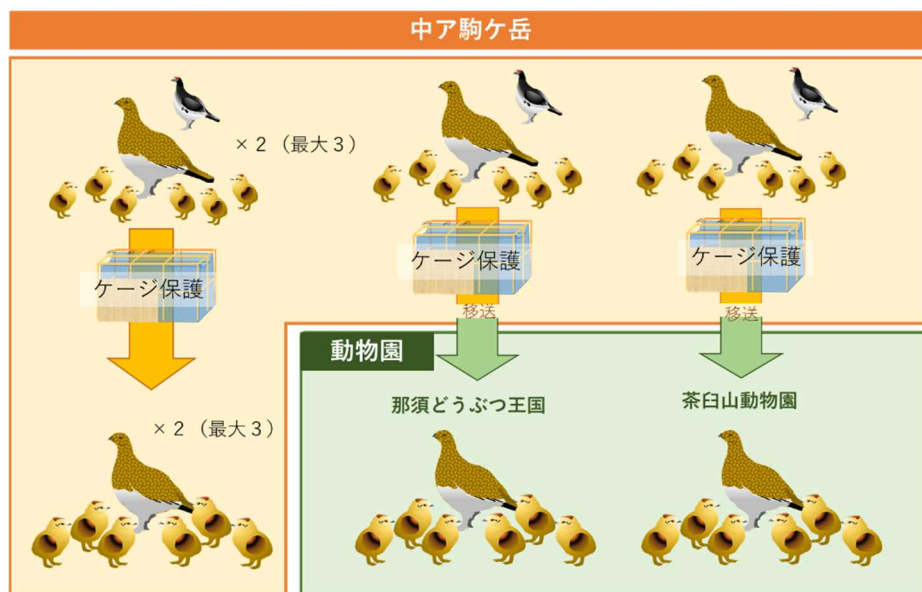 中ア駒ケ岳
×２（最大３）
ケージ保護
ケージ保護
ケージ保護
移送
移送
動物園
那須どうぶつ王国
茶臼山動物園
×２（最大３）